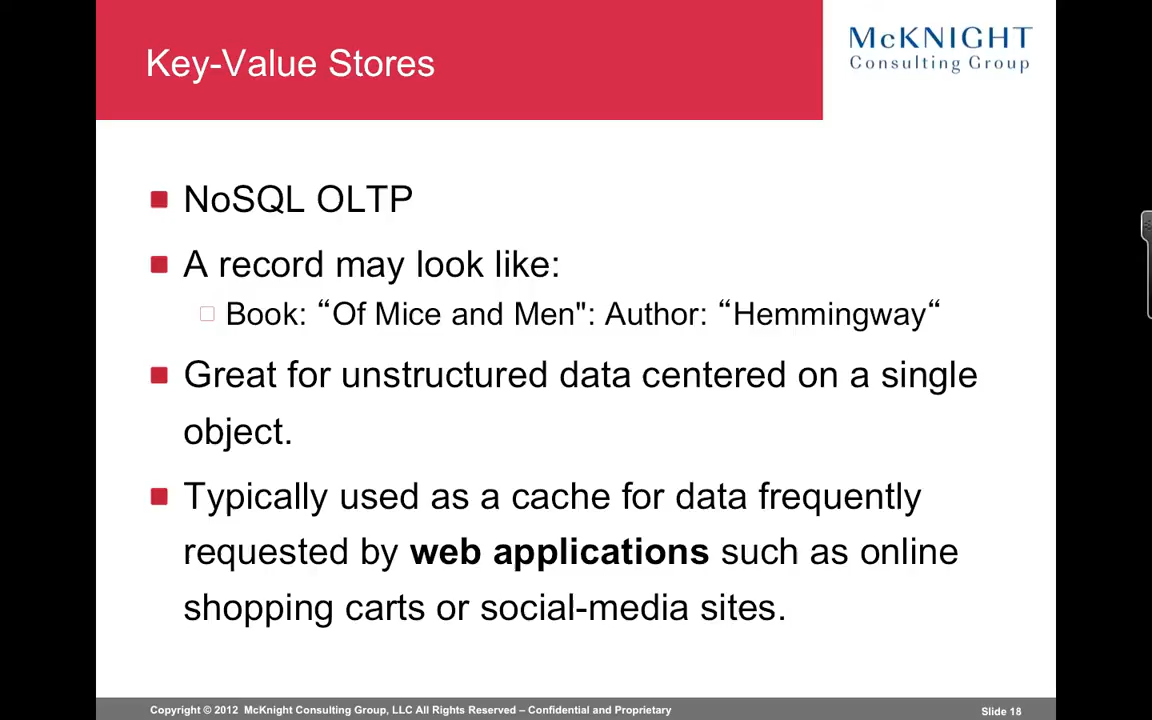 Key-Value Stores
McKNIGHT
Consulting Group
NoSQL OLTP
A record may look like:
Book: “Of Mice and Men": Author: “Hemmingway“
Great for unstructured data centered on a single
object.
Typically used as a cache for data frequently
requested by web applications such as online
shopping carts or social-media sites.
Copyright © 2012 McKnight Consulting Group, LLC All Rights Reserved – Confidential and Proprietary
Slide 18